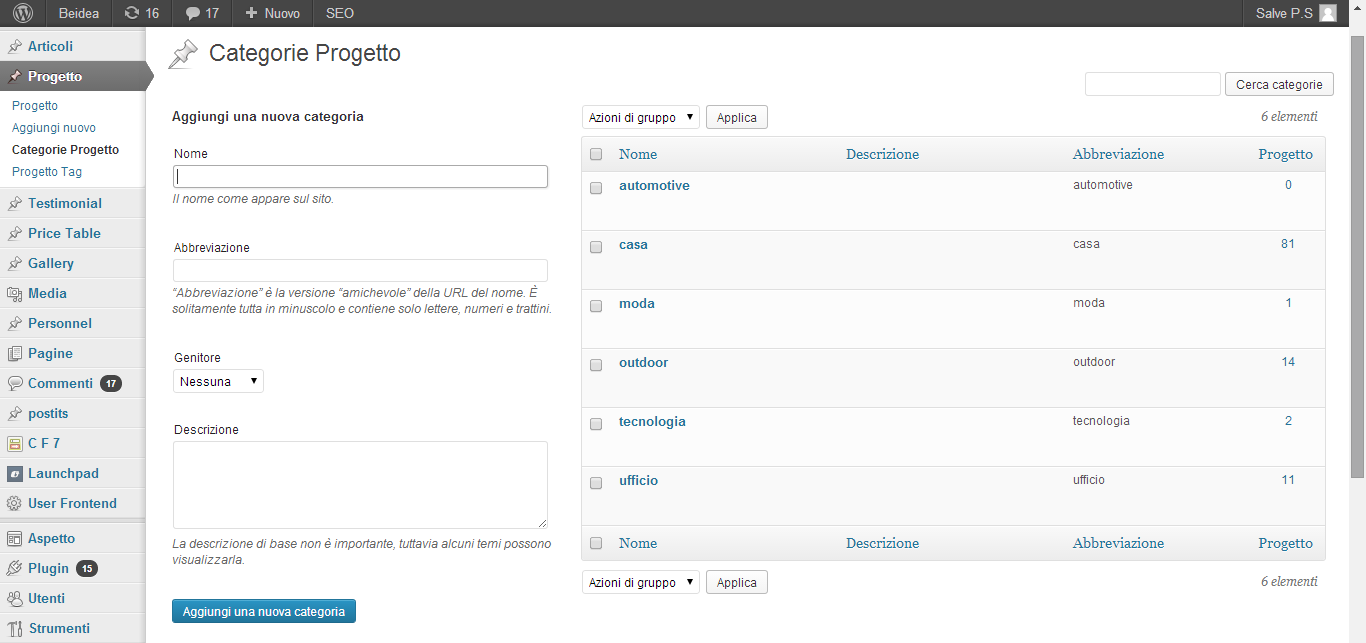 Beidea 16 17 + Nuovo SEO Salve P.S
Articoli
Progetto
Progetto
Aggiungi nuovo
Categorie Progetto
Progetto Tag
Testimonial
Price Table
Gallery
Media
Personnel
Pagine
Commenti 17
postits
C F 7
Launchpad
User Frontend
Aspetto
Plugin 15
Utenti
Strumenti
Categorie Progetto
Cerca categorie
Aggiungi una nuova categoria
Nome
Il nome come appare sul sito.
Abbreviazione
“Abbreviazione” è la versione “amichevole” della URL del nome. È
solitamente tutta in minuscolo e contiene solo lettere, numeri e trattini.
Genitore
Nessuna
Descrizione
La descrizione di base non è importante, tuttavia alcuni temi possono
visualizzarla.
Aggiungi una nuova categoria
Azioni di gruppo Applica 6 elementi
Nome Descrizione Abbreviazione Progetto
automotive automotive 0
casa casa 81
moda moda 1
outdoor outdoor 14
tecnologia tecnologia 2
ufficio ufficio 11
Nome Descrizione Abbreviazione Progetto
Azioni di gruppo Applica 6 elementi